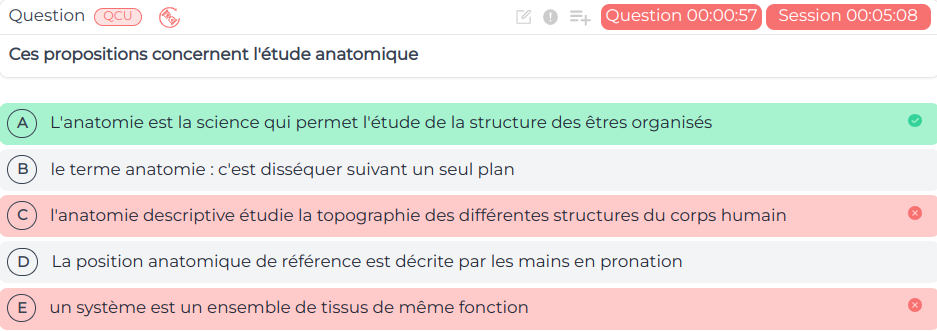 Question QCU Question 00:00:57 Session 00:05:08
Ces propositions concernent l'étude anatomique
A L'anatomie est la science qui permet l'étude de la structure des êtres organisés
B le terme anatomie : c'est disséquer suivant un seul plan
C l'anatomie descriptive étudie la topographie des différentes structures du corps humain
D La position anatomique de référence est décrite par les mains en pronation
E un système est un ensemble de tissus de même fonction